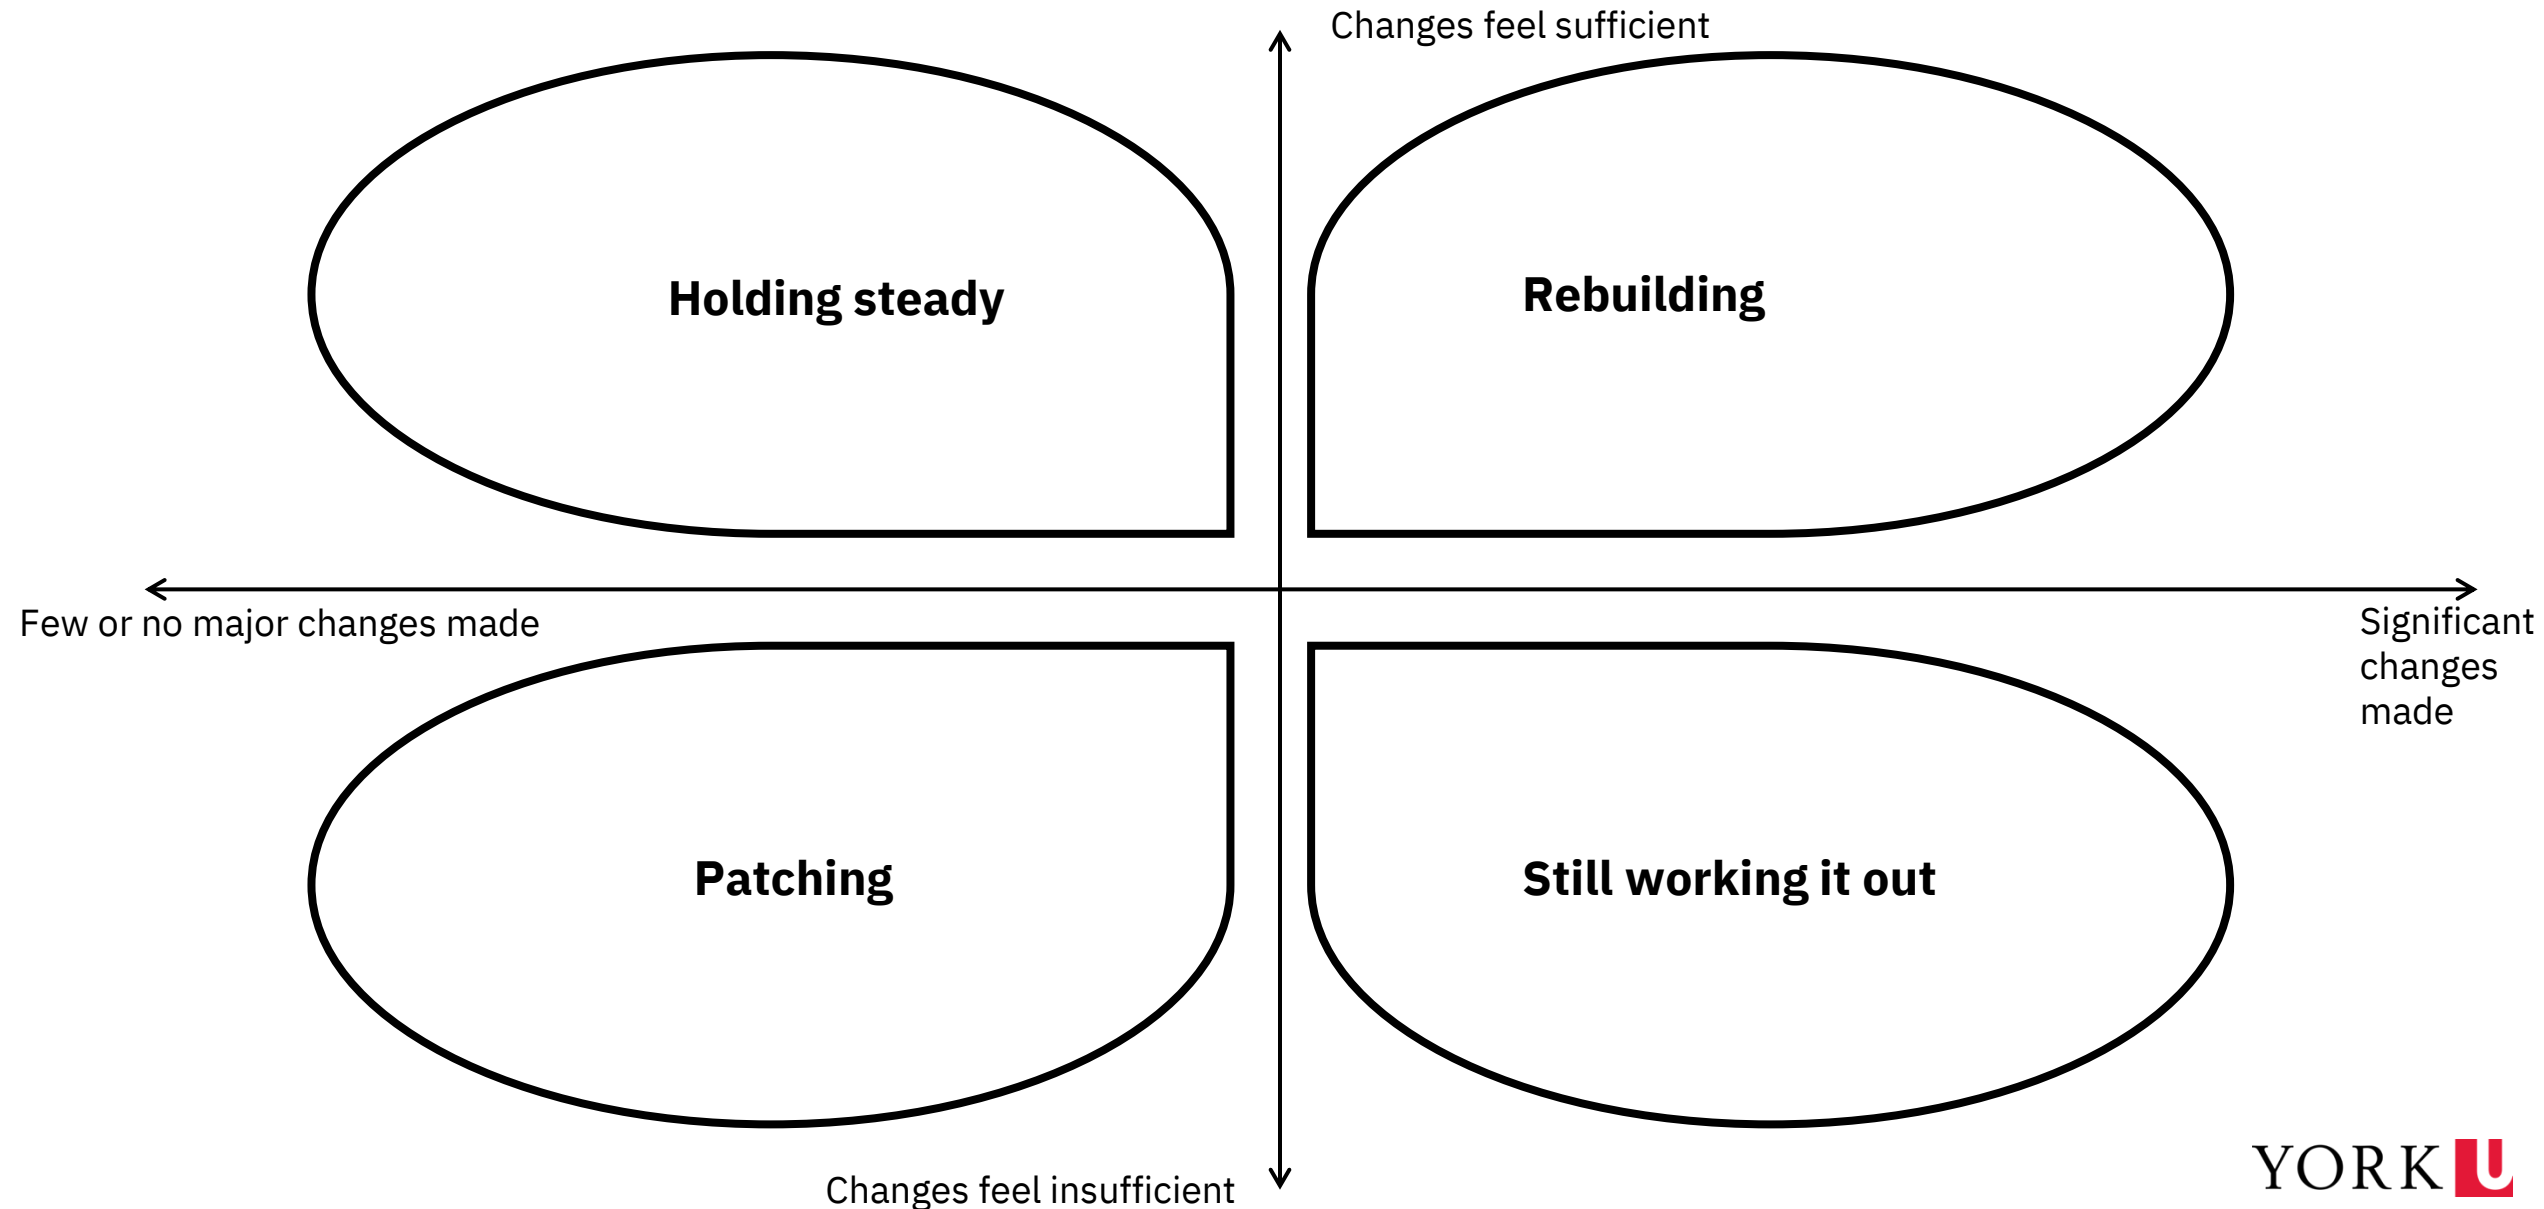 Changes feel sufficient
Holding steady
Rebuilding
Few or no major changes made
Significant
changes
made
Patching
Still working it out
Changes feel insufficient
YORK U